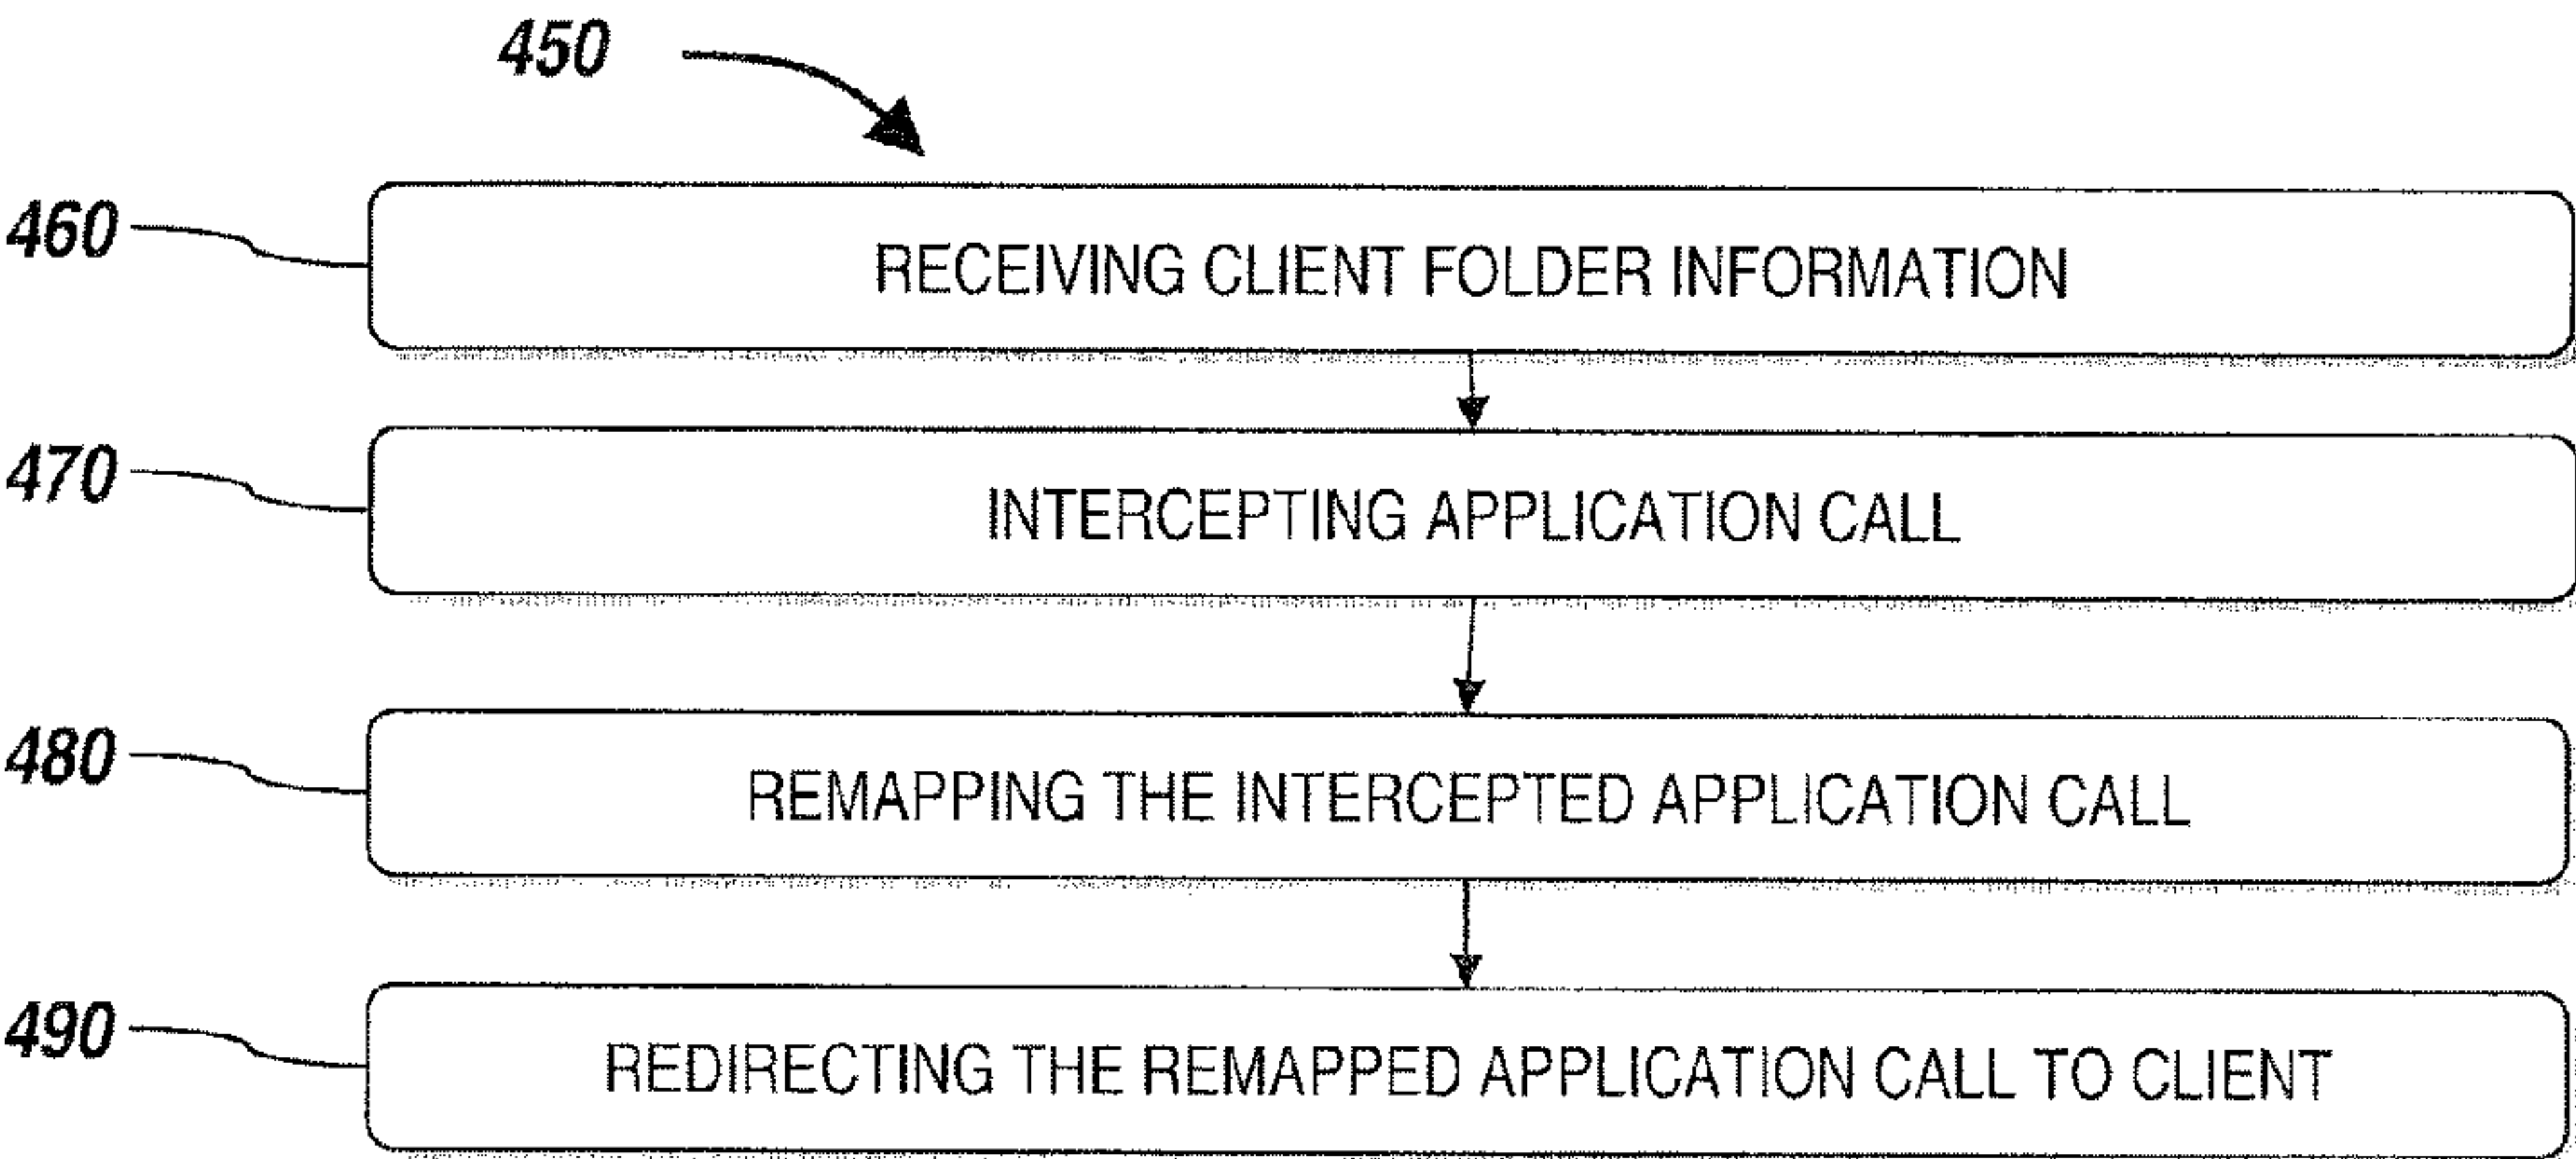 450
460
RECEIVING CLIENT FOLDER INFORMATION
470
INTERCEPTING APPLICATION CALL
480
REMAPPING THE INTERCEPTED APPLICATION CALL
490
REDIRECTING THE REMAPPED APPLICATION CALL TO CLIENT